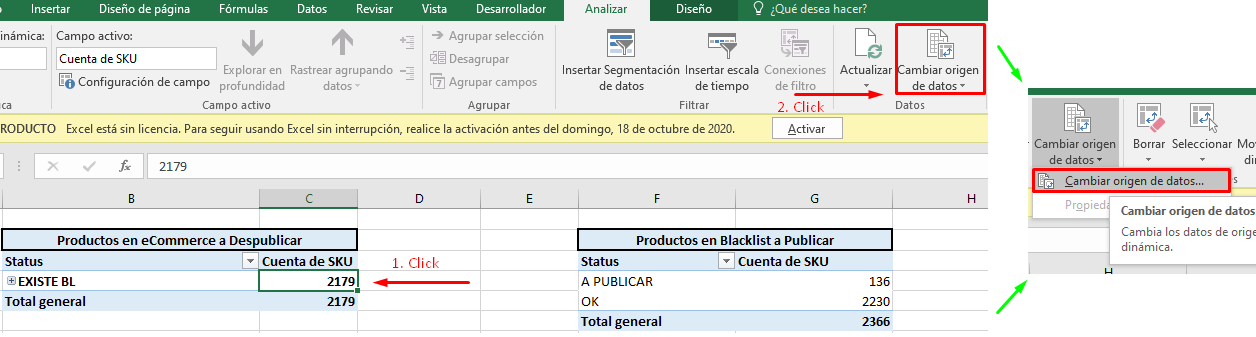 Insertar Diseño de página Fórmulas Datos Revisar Vista Desarrollador Analizar Diseño ¿Qué desea hacer?
inámica:
Campo activo:
Cuenta de SKU
Configuración de campo
Explorar en profundidad
Rastrear agrupando datos
Campo activo
Agrupar selección
Desagrupar
Agrupar campos
Agrupar
Insertar Segmentación de datos
Insertar escala de tiempo
Conexiones de filtro
Filtrar
Actualizar
Cambiar origen de datos
Datos
2. Click
RODUCTO Excel está sin licencia. Para seguir usando Excel sin interrupción, realice la activación antes del domingo, 18 de octubre de 2020. Activar
fx 2179
B C D E F G H
Productos en eCommerce a Despublicar
Status Cuenta de SKU
EXISTE BL 2179
Total general 2179
1. Click
Productos en Blacklist a Publicar
Status Cuenta de SKU
A PUBLICAR 136
OK 2230
Total general 2366
Cambiar origen de datos
Borrar
Seleccionar
Mov
di
Cambiar origen de datos...
s
Propieda
Cambiar origen de datos
Cambia los datos de orige
dinámica.
H